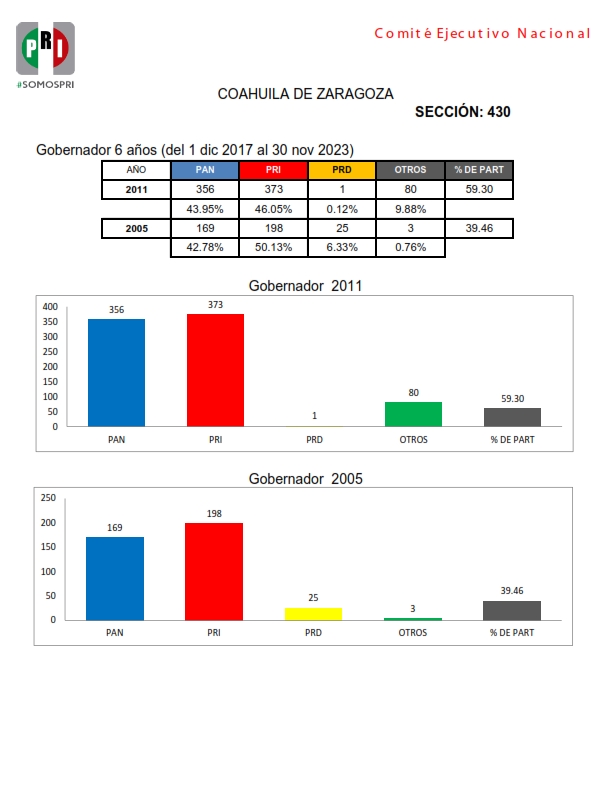 Comité Ejecutivo Nacional
PRI
#SOMOSPRI
COAHUILA DE ZARAGOZA
SECCIÓN: 430
Gobernador 6 años (del 1 dic 2017 al 30 nov 2023)
AÑO PAN PRI PRD OTROS % DE PART
2011 356 373 1 80 59.30
43.95% 46.05% 0.12% 9.88%
2005 169 198 25 3 39.46
42.78% 50.13% 6.33% 0.76%
Gobernador 2011
400
350
300
250
200
150
100
50
0
356 373 1 80 59.30
PAN PRI PRD OTROS % DE PART
Gobernador 2005
250
200
150
100
50
0
169 198 25 3 39.46
PAN PRI PRD OTROS % DE PART